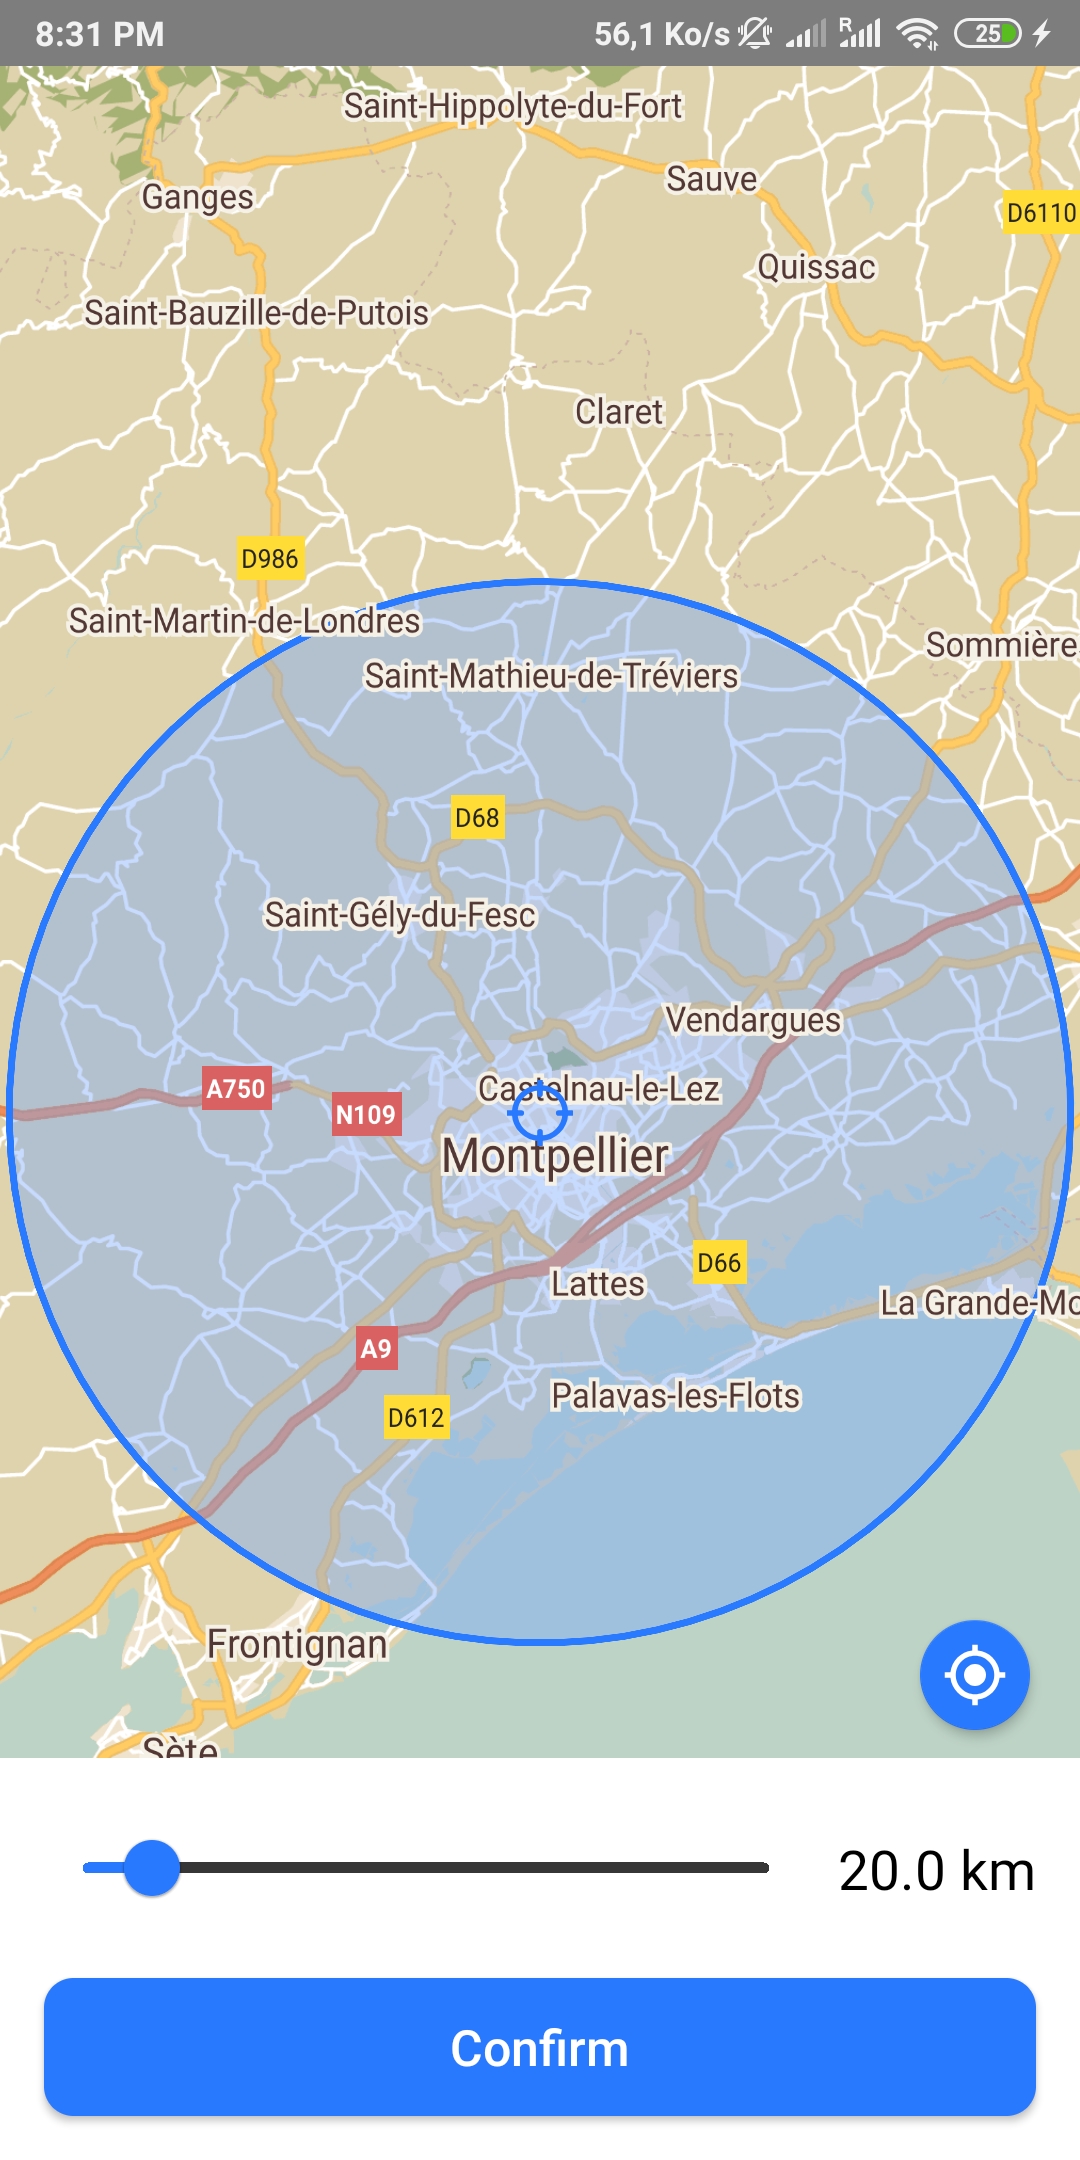 8:31 PM 56,1 Ko/s R 25
Saint-Hippolyte-du-Fort
Sauve
Ganges
D6110
Quissac
Saint-Bauzille-de-Putois
Claret
D986
Saint-Martin-de-Londres
Sommière
Saint-Mathieu-de-Tréviers
D68
Saint-Gély-du-Fesc
Vendargues
A750
Castelnau-le-Lez
N109
Montpellier
D66
Lattes
La Grande-Mo
A9
Palavas-les-Flots
D612
Frontignan
Sète
20.0 km
Confirm